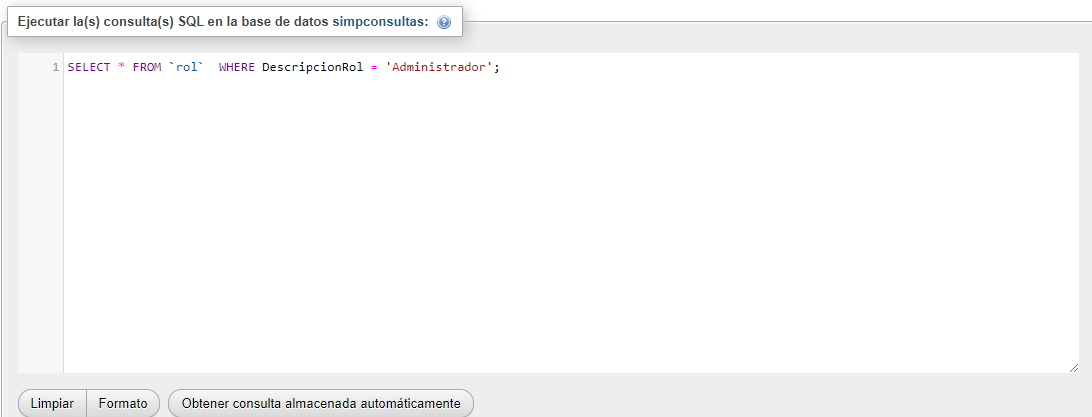 Ejecutar la(s) consulta(s) SQL en la base de datos simpconsultas:
1 SELECT * FROM `rol`  WHERE DescripcionRol = 'Administrador';
Limpiar Formato Obtener consulta almacenada automáticamente